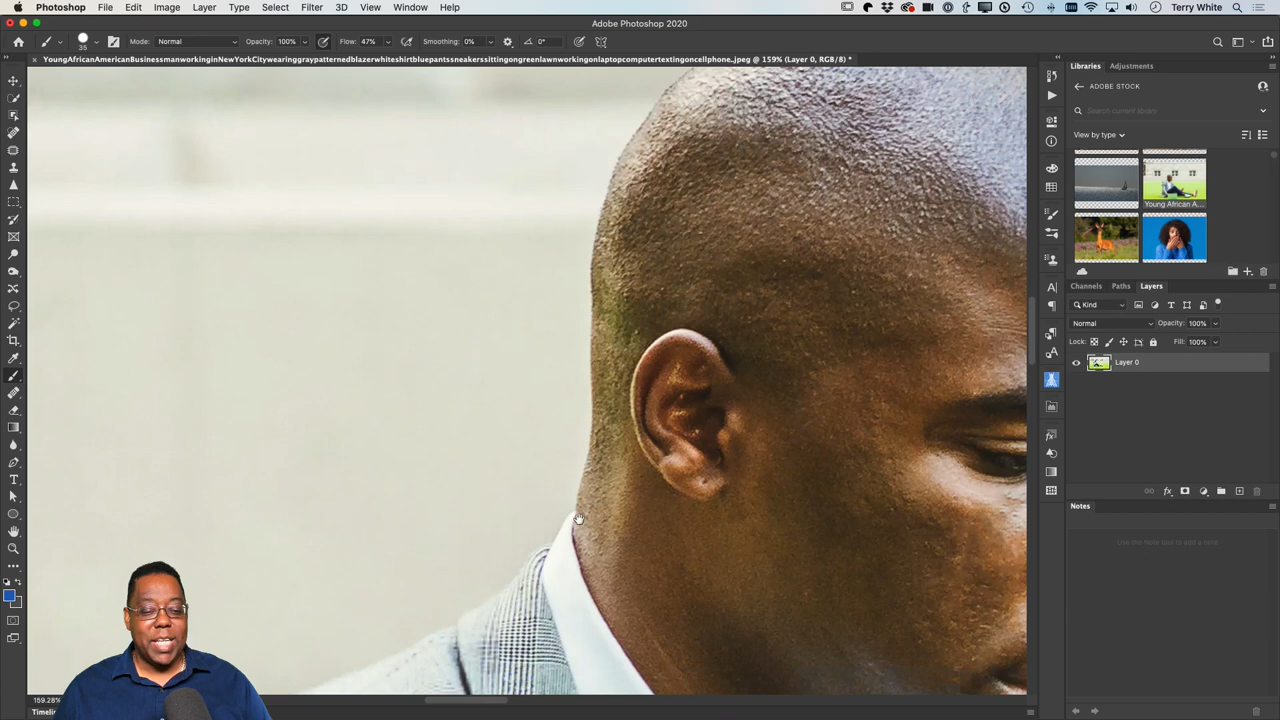 Photoshop File Edit Image Layer Type Select Filter 3D View Window Help Terry White
Adobe Photoshop 2020
35 Mode: Normal Opacity: 100% Flow: 47% Smoothing: 0% 0°
YoungAfricanAmericanBusinessmanworkinginNewYorkCitywearinggraypatternedblazerwhiteshirtbluepantssneakerssittingongreenlawnworkingonlaptopcomputertextingoncellphone..jpeg @ 159% (Layer 0, RGB/8) *
Libraries Adjustments
ADOBE STOCK
Search current library
View by type
Young African A...
Channels Paths Layers
Kind
Normal Opacity: 100%
Lock: Fill: 100%
Layer 0
Notes
Use the Note tool to add a note
159.28%
Timeline